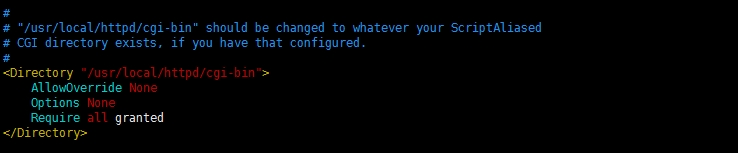 #
# "/usr/local/httpd/cgi-bin" should be changed to whatever your ScriptAliased
# CGI directory exists, if you have that configured.
#
<Directory "/usr/local/httpd/cgi-bin">
    AllowOverride None
    Options None
    Require all granted
</Directory>